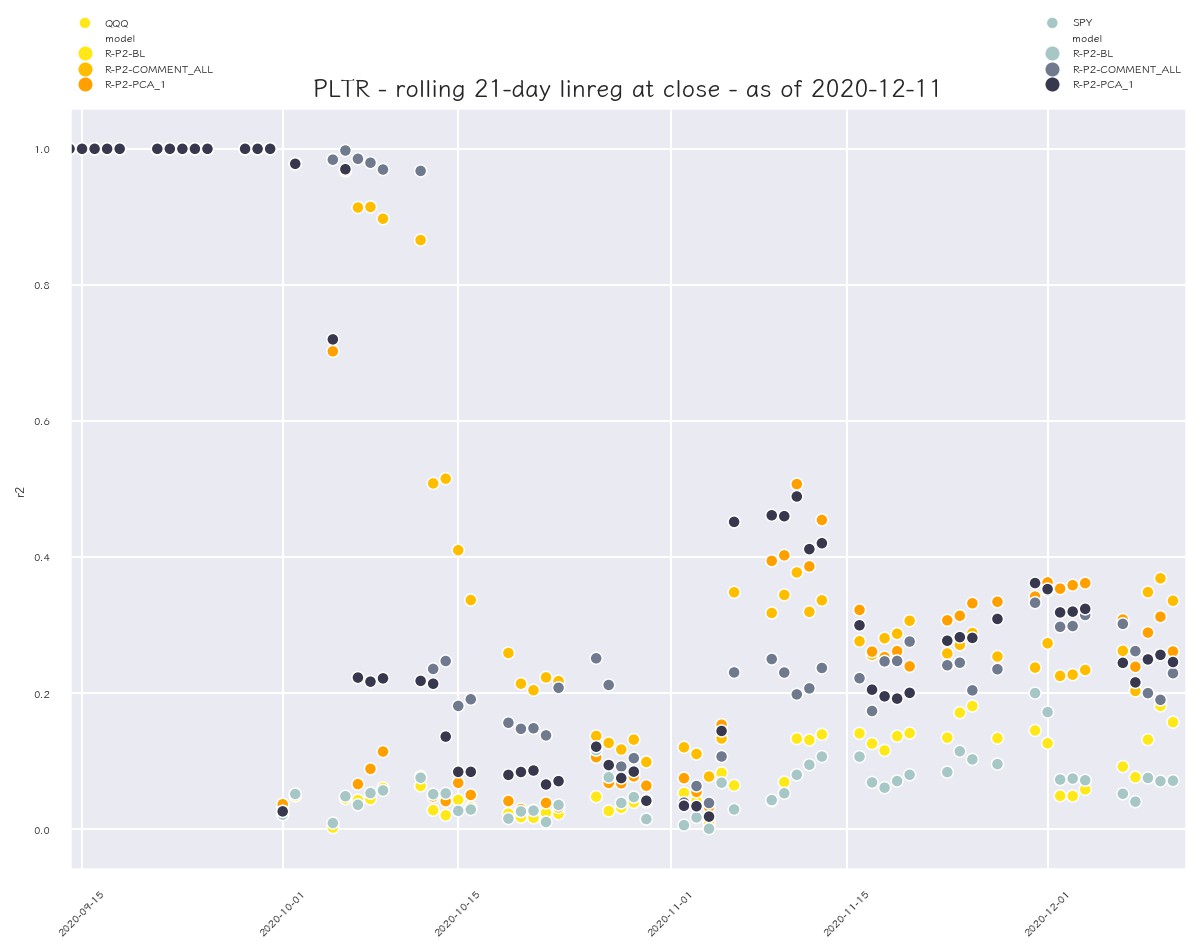 QQQ
model
R-P2-BL
R-P2-COMMENT_ALL
R-P2-PCA_1
SPY
model
R-P2-BL
R-P2-COMMENT_ALL
R-P2-PCA_1
PLTR - rolling 21-day linreg at close - as of 2020-12-11
1.0
0.8
0.6
r2
0.4
0.2
0.0
2020-09-15
2020-10-01
2020-10-15
2020-11-01
2020-11-15
2020-12-01